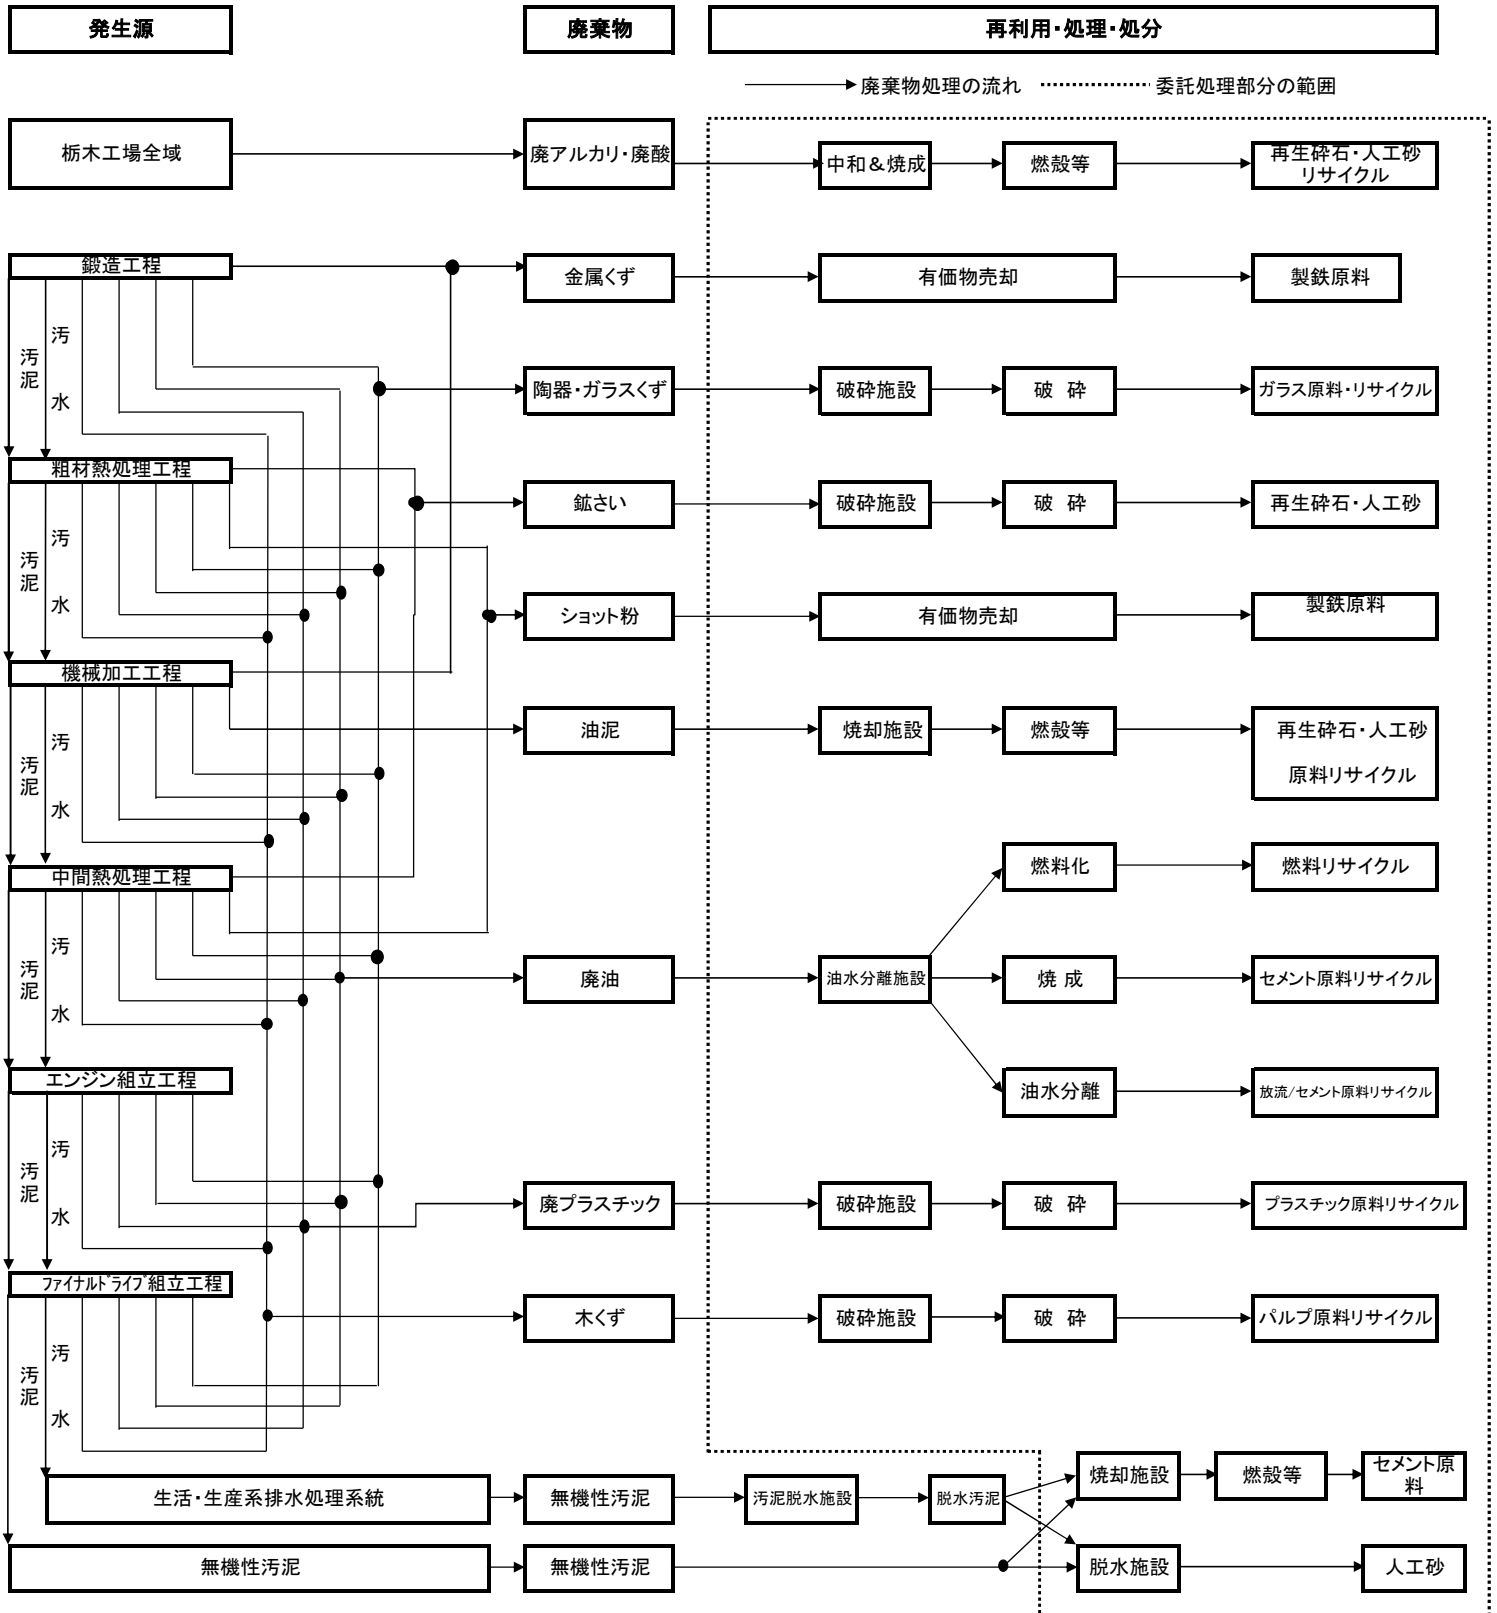 発生源
廃棄物
再利用・処理・処分
廃棄物処理の流れ
委託処理部分の範囲
栃木工場全域
廃アルカリ・廃酸
中和&焼成
燃殻等
再生砕石・人工砂
リサイクル
鍛造工程
金属くず
有価物売却
製鉄原料
汚泥
汚水
陶器・ガラスくず
破砕施設
破 砕
ガラス原料・リサイクル
粗材熱処理工程
鉱さい
破砕施設
破 砕
再生砕石・人工砂
汚泥
汚水
ショット粉
有価物売却
製鉄原料
機械加工工程
油泥
焼却施設
燃殻等
再生砕石・人工砂
原料リサイクル
汚泥
汚水
燃料化
燃料リサイクル
中間熱処理工程
汚泥
汚水
廃油
油水分離施設
焼 成
セメント原料リサイクル
エンジン組立工程
油水分離
放流/セメント原料リサイクル
汚泥
汚水
廃プラスチック
破砕施設
破 砕
プラスチック原料リサイクル
ファイナルドライブ組立工程
木くず
破砕施設
破 砕
パルプ原料リサイクル
汚泥
汚水
生活・生産系排水処理系統
無機性汚泥
汚泥脱水施設
脱水汚泥
焼却施設
燃殻等
セメント原
料
無機性汚泥
無機性汚泥
脱水施設
人工砂